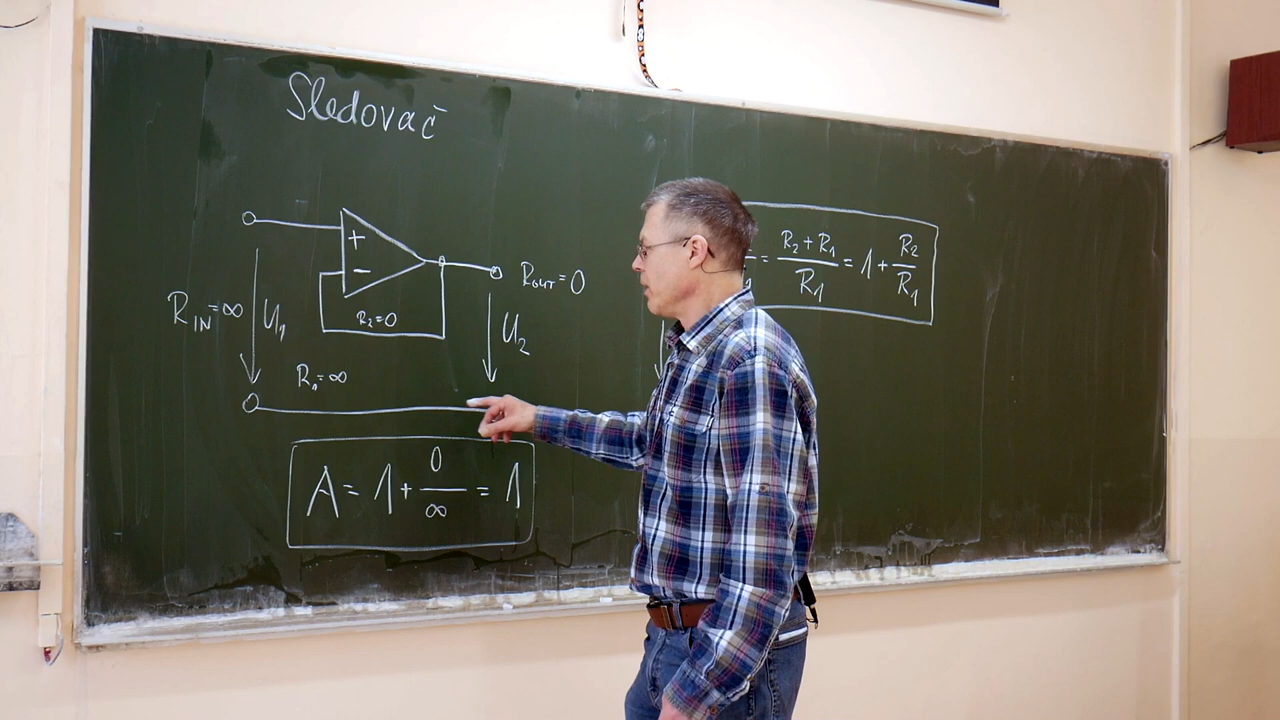 Sledovač
+
−
R_IN=∞
U₁
R₂=0
R_OUT=0
U₂
R₁=∞
A = 1 + 0/∞ = 1
= (R₂+R₁)/R₁ = 1 + R₂/R₁